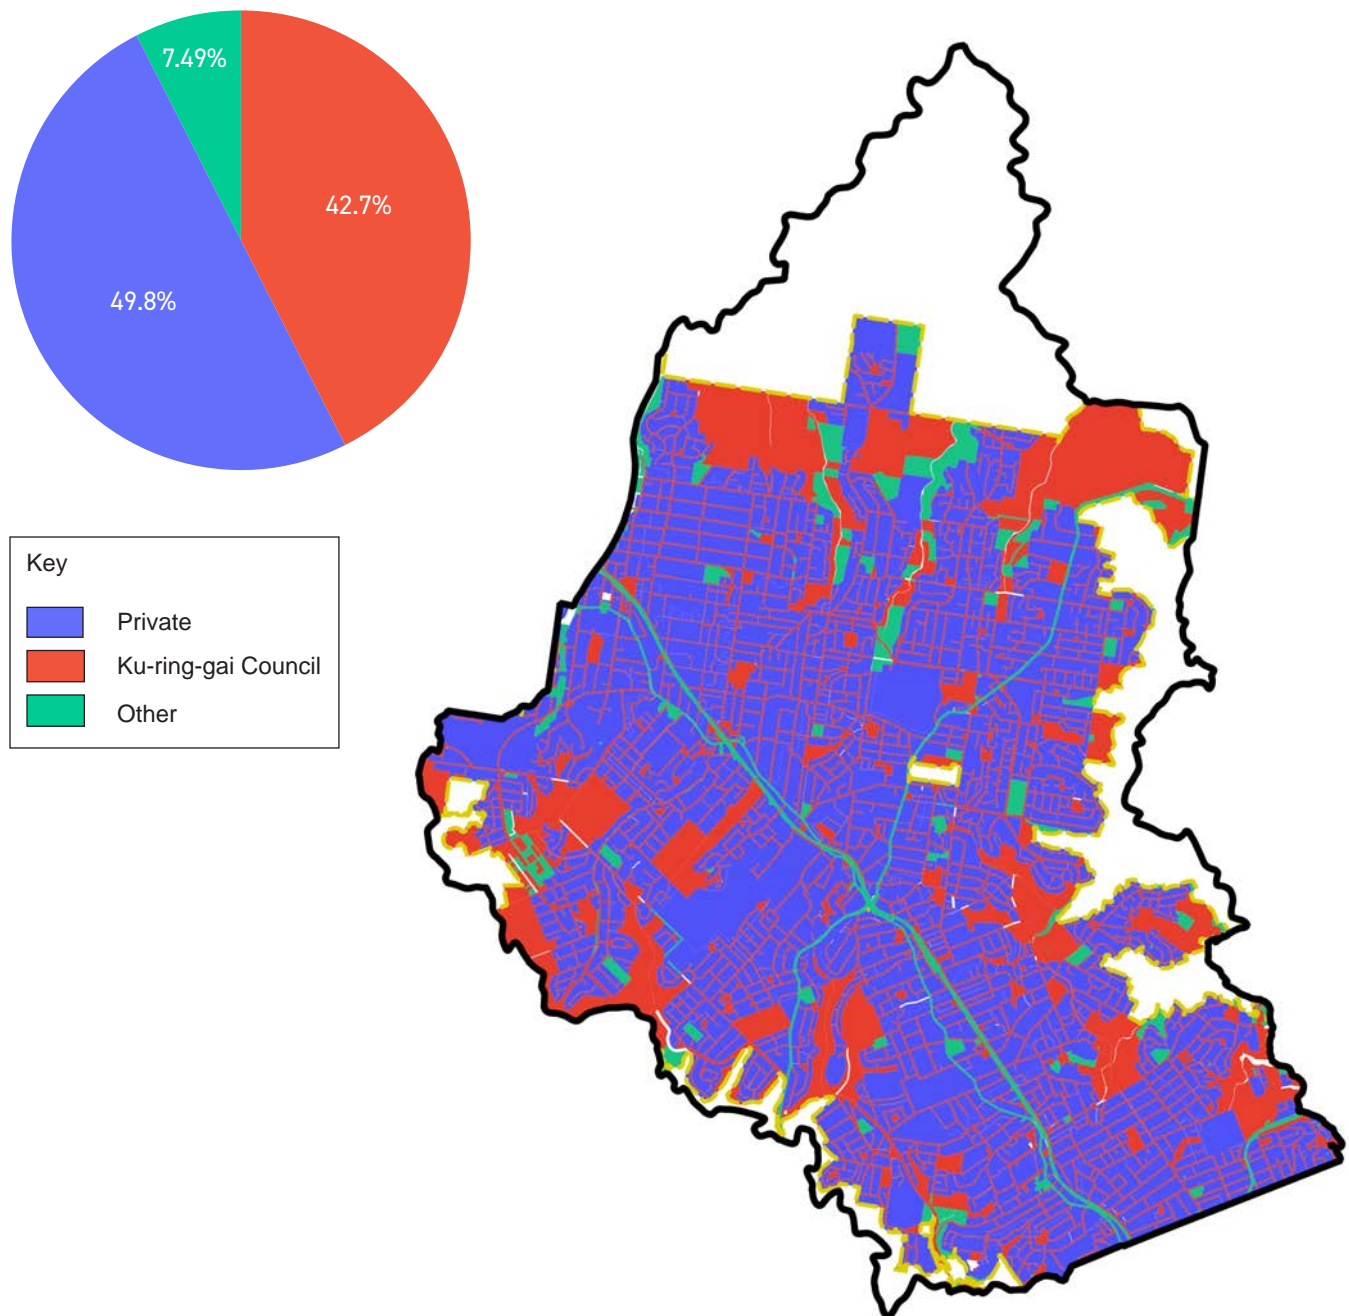 7.49%
42.7%
49.8%
Key
Private
Ku-ring-gai Council
Other